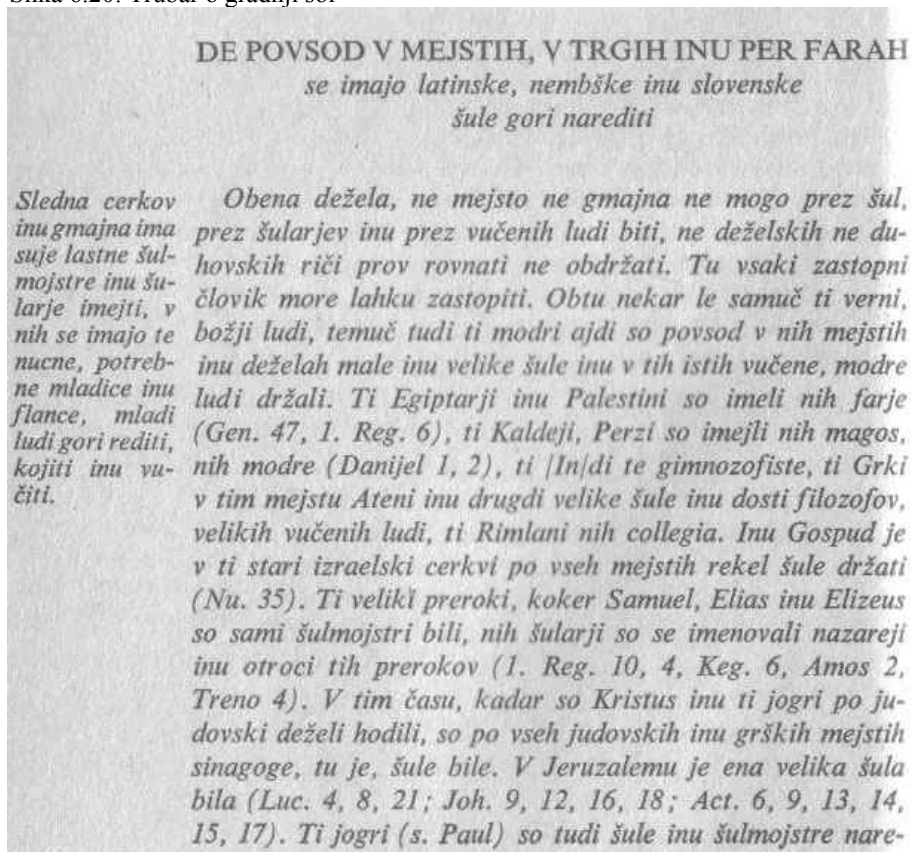 Slika 6.20: Trubar o gradnji šol
DE POVSOD V MEJSTIH, V TRGIH INU PER FARAH
se imajo latinske, nembške inu slovenske
šule gori narediti
Sledna cerkov
inu gmajna ima
suje lastne šul-
mojstre inu šu-
larje imejti, v
nih se imajo te
nucne, potreb-
ne mladice inu
flance, mladi
ludi gori rediti,
kojiti inu vu-
čiti.
Obena dežela, ne mejsto ne gmajna ne mogo prez šul,
prez šularjev inu prez vučenih ludi biti, ne deželskih ne du-
hovskih riči prov rovnati ne obdržati. Tu vsaki zastopni
človik more lahku zastopiti. Obtu nekar le samuč ti verni,
božji ludi, temuč tudi ti modri ajdi so povsod v nih mejstih
inu deželah male inu velike šule inu v tih istih vučene, modre
ludi držali. Ti Egiptarji inu Palestini so imeli nih farje
(Gen. 47, 1. Reg. 6), ti Kaldeji, Perzi so imejli nih magos,
nih modre (Danijel 1, 2), ti /In/di te gimnozofiste, ti Grki
v tim mejstu Ateni inu drugdi velike šule inu dosti filozofov,
velikih vučenih ludi, ti Rimlani nih collegia. Inu Gospud je
v ti stari izraelski cerkvi po vseh mejstih rekel šule držati
(Nu. 35). Ti veliki preroki, koker Samuel, Elias inu Elizeus
so sami šulmojstri bili, nih šularji so se imenovali nazareji
inu otroci tih prerokov (1. Reg. 10, 4, Keg. 6, Amos 2,
Treno 4). V tim času, kadar so Kristus inu ti jogri po ju-
dovski deželi hodili, so po vseh judovskih inu grških mejstih
sinagoge, tu je, šule bile. V Jeruzalemu je ena velika šula
bila (Luc. 4, 8, 21; Joh. 9, 12, 16, 18; Act. 6, 9, 13, 14,
15, 17). Ti jogri (s. Paul) so tudi šule inu šulmojstre nare-